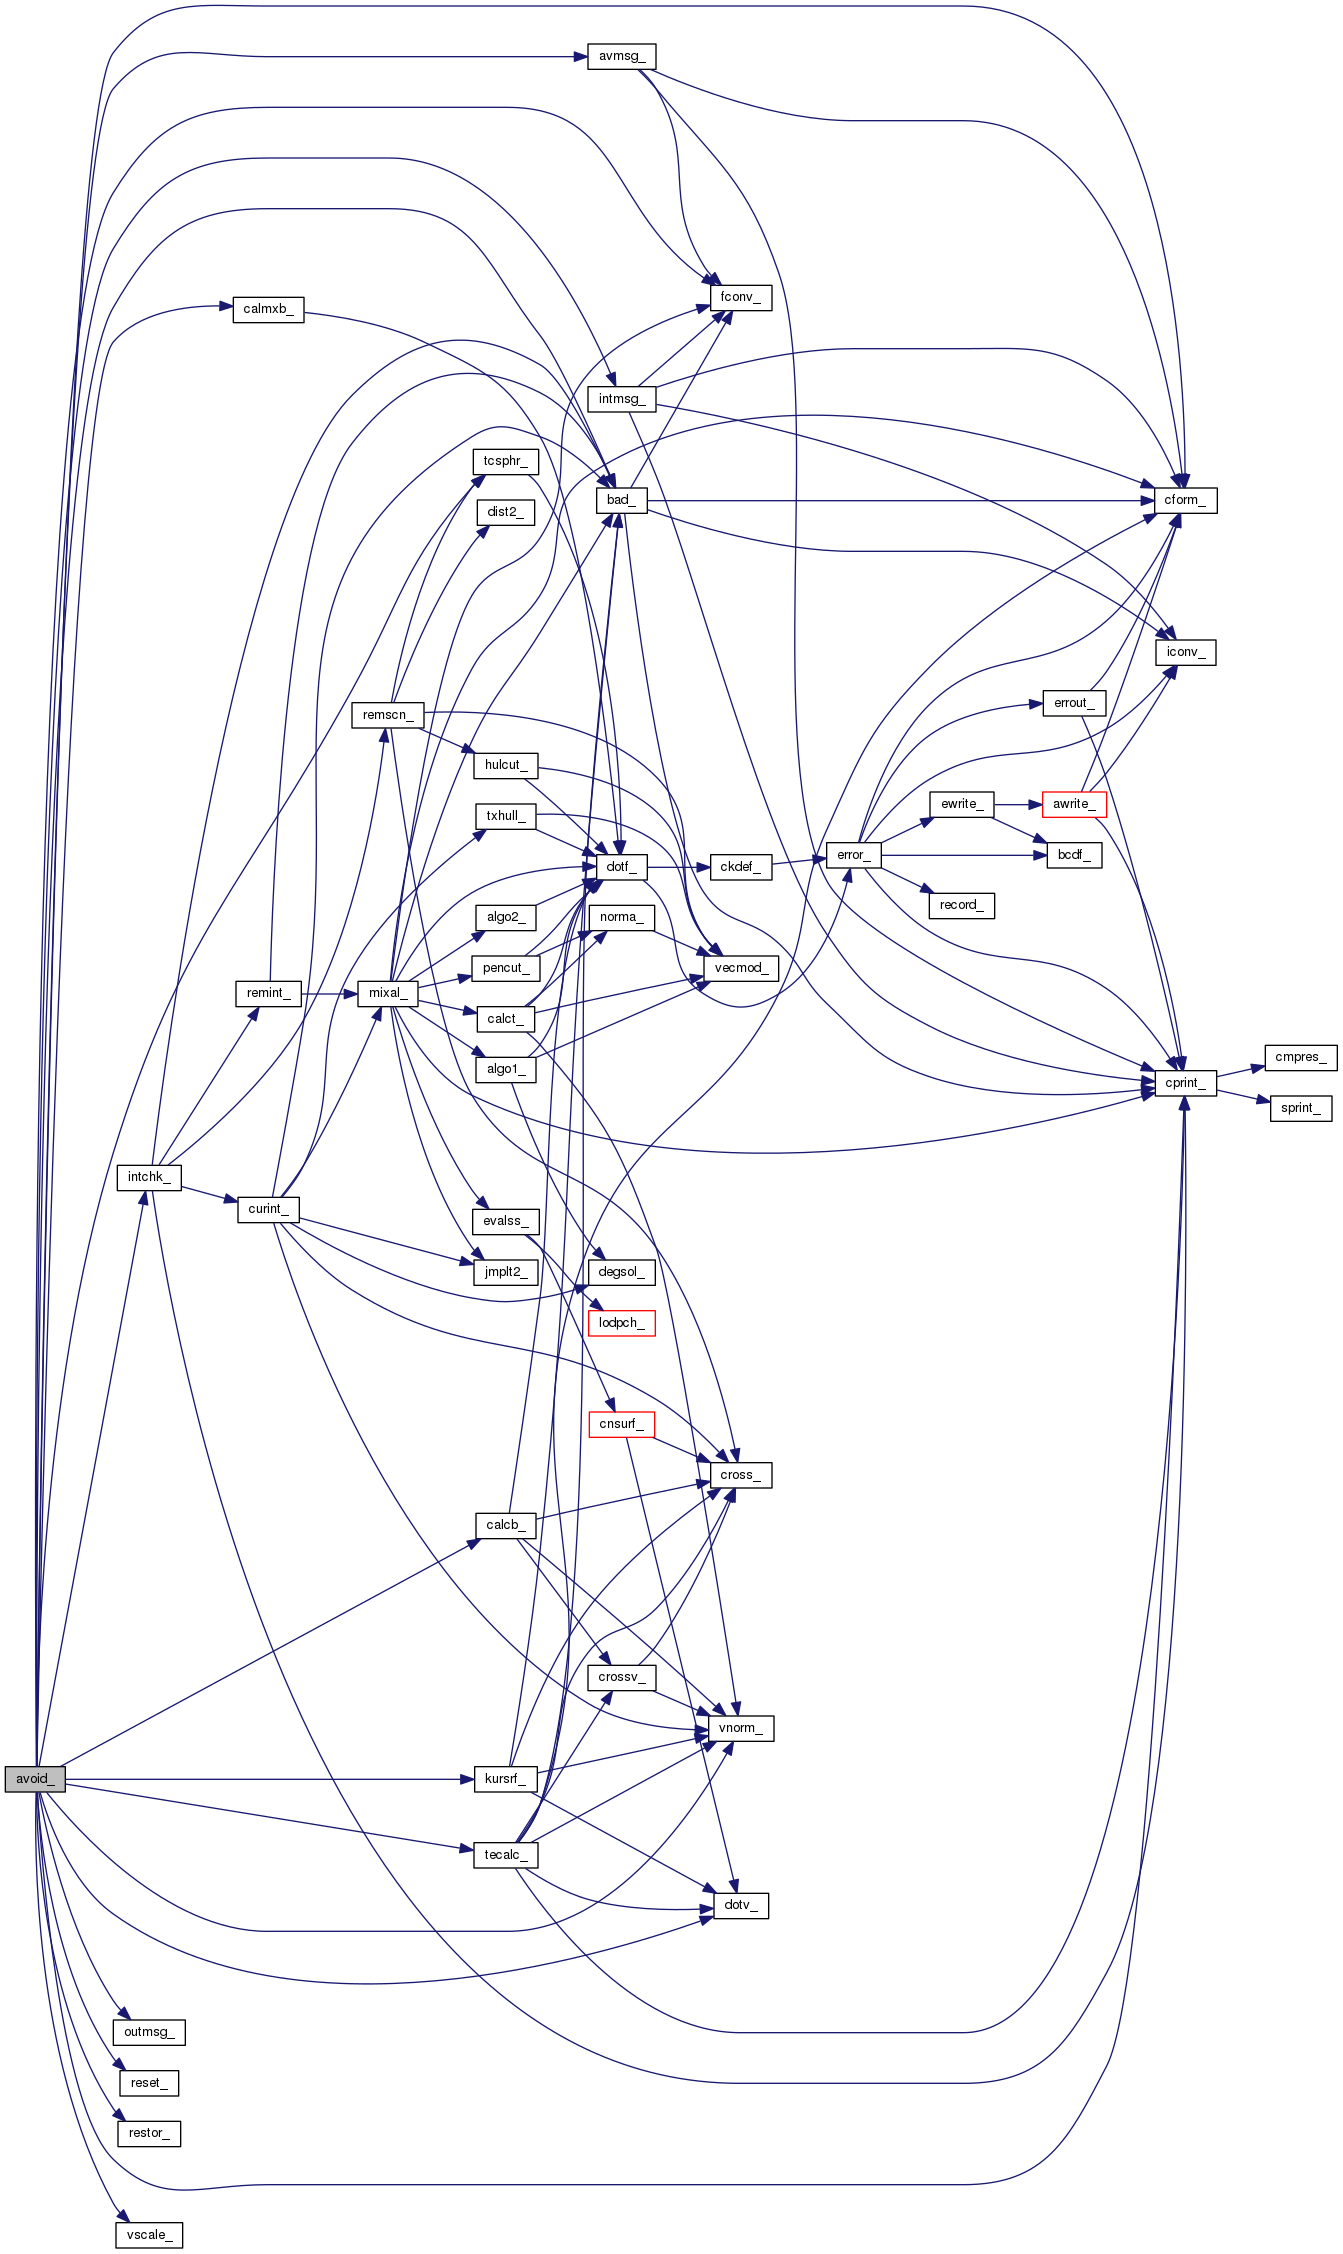 avmsg_
fconv_
calmxb_
intmsg_
tcsphr_
bad_
cform_
dist2_
iconv_
remscn_
errout_
hulcut_
ewrite_
awrite_
txhull_
error_
bcdf_
dotf_
ckdef_
record_
algo2_
norma_
pencut_
vecmod_
remint_
mixal_
calct_
cmpres_
algo1_
cprint_
sprint_
intchk_
curint_
evalss_
jmplt2_
degsol_
lodpch_
cnsurf_
cross_
calcb_
crossv_
vnorm_
avoid_
kursrf_
tecalc_
dotv_
outmsg_
reset_
restor_
vscale_